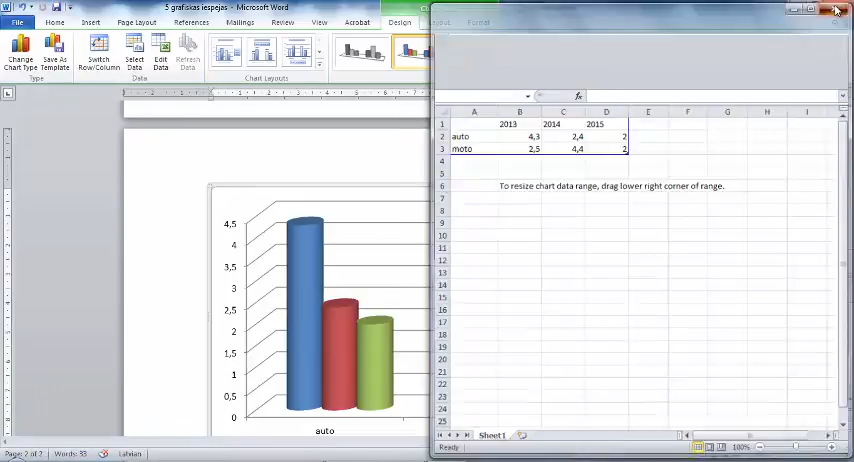 5 grafiskas iespejas - Microsoft Word
File Home Insert Page Layout References Mailings Review View Acrobat Design Layout Format
Change Chart Type
Save As Template
Switch Row/Column
Select Data
Edit Data
Refresh Data
Type
Data
Chart Layouts
fx
A B C D E F G H I
1 2013 2014 2015
2 auto 4,3 2,4 2
3 moto 2,5 4,4 2
4
5
6 To resize chart data range, drag lower right corner of range.
7
8
9
10
11
12
13
14
15
16
17
18
19
20
21
22
23
24
25
4,5
4
3,5
3
2,5
2
1,5
1
0,5
0
auto
Sheet1
Ready
100%
Page: 2 of 2 Words: 33 Latvian